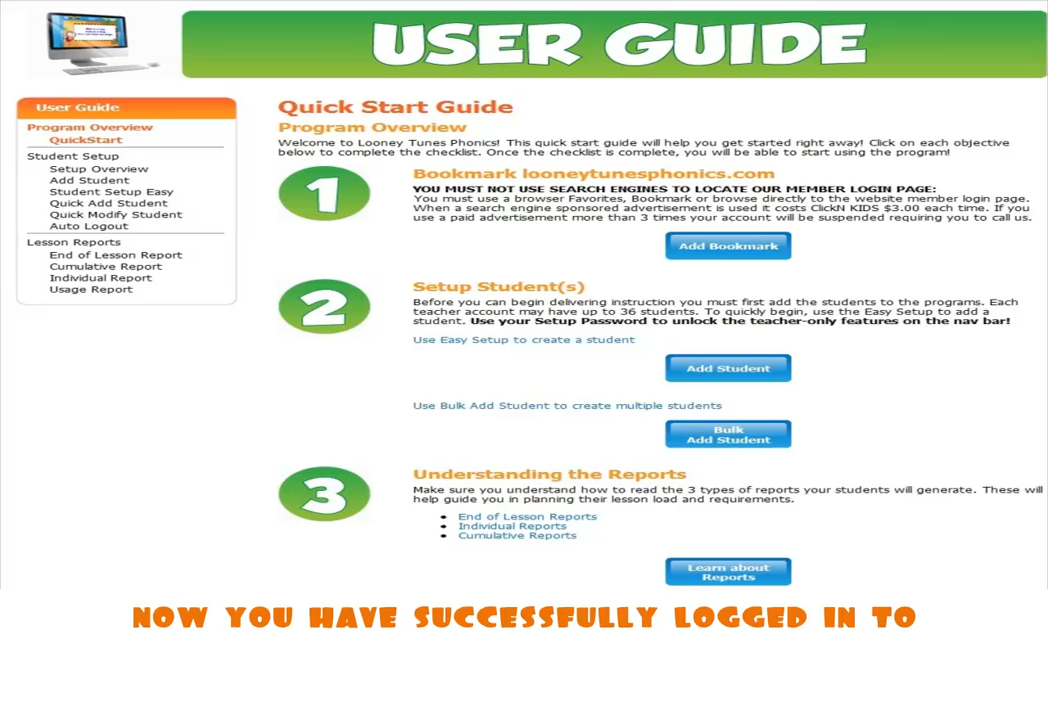 USER GUIDE
User Guide
Program Overview
QuickStart
Student Setup
Setup Overview
Add Student
Student Setup Easy
Quick Add Student
Quick Modify Student
Auto Logout
Lesson Reports
End of Lesson Report
Cumulative Report
Individual Report
Usage Report
Quick Start Guide
Program Overview
Welcome to Looney Tunes Phonics! This quick start guide will help you get started right away! Click on each objective
below to complete the checklist. Once the checklist is complete, you will be able to start using the program!
1
Bookmark looneytunesphonics.com
YOU MUST NOT USE SEARCH ENGINES TO LOCATE OUR MEMBER LOGIN PAGE:
You must use a browser Favorites, Bookmark or browse directly to the website member login page.
When a search engine sponsored advertisement is used it costs ClickN KIDS $3.00 each time. If you
use a paid advertisement more than 3 times your account will be suspended requiring you to call us.
Add Bookmark
2
Setup Student(s)
Before you can begin delivering instruction you must first add the students to the programs. Each
teacher account may have up to 36 students. To quickly begin, use the Easy Setup to add a
student. Use your Setup Password to unlock the teacher-only features on the nav bar!
Use Easy Setup to create a student
Add Student
Use Bulk Add Student to create multiple students
Bulk
Add Student
3
Understanding the Reports
Make sure you understand how to read the 3 types of reports your students will generate. These will
help guide you in planning their lesson load and requirements.
End of Lesson Reports
Individual Reports
Cumulative Reports
Learn about
Reports
NOW YOU HAVE SUCCESSFULLY LOGGED IN TO